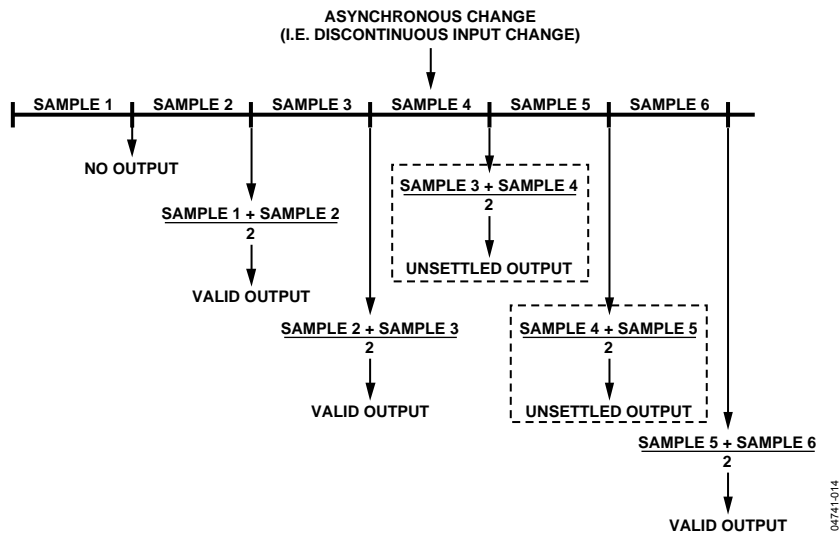 ASYNCHRONOUS CHANGE
(I.E. DISCONTINUOUS INPUT CHANGE)
SAMPLE 1 SAMPLE 2 SAMPLE 3 SAMPLE 4 SAMPLE 5 SAMPLE 6
NO OUTPUT
SAMPLE 1 + SAMPLE 2
2
VALID OUTPUT
SAMPLE 3 + SAMPLE 4
2
UNSETTLED OUTPUT
SAMPLE 2 + SAMPLE 3
2
VALID OUTPUT
SAMPLE 4 + SAMPLE 5
2
UNSETTLED OUTPUT
SAMPLE 5 + SAMPLE 6
2
VALID OUTPUT
04741-014